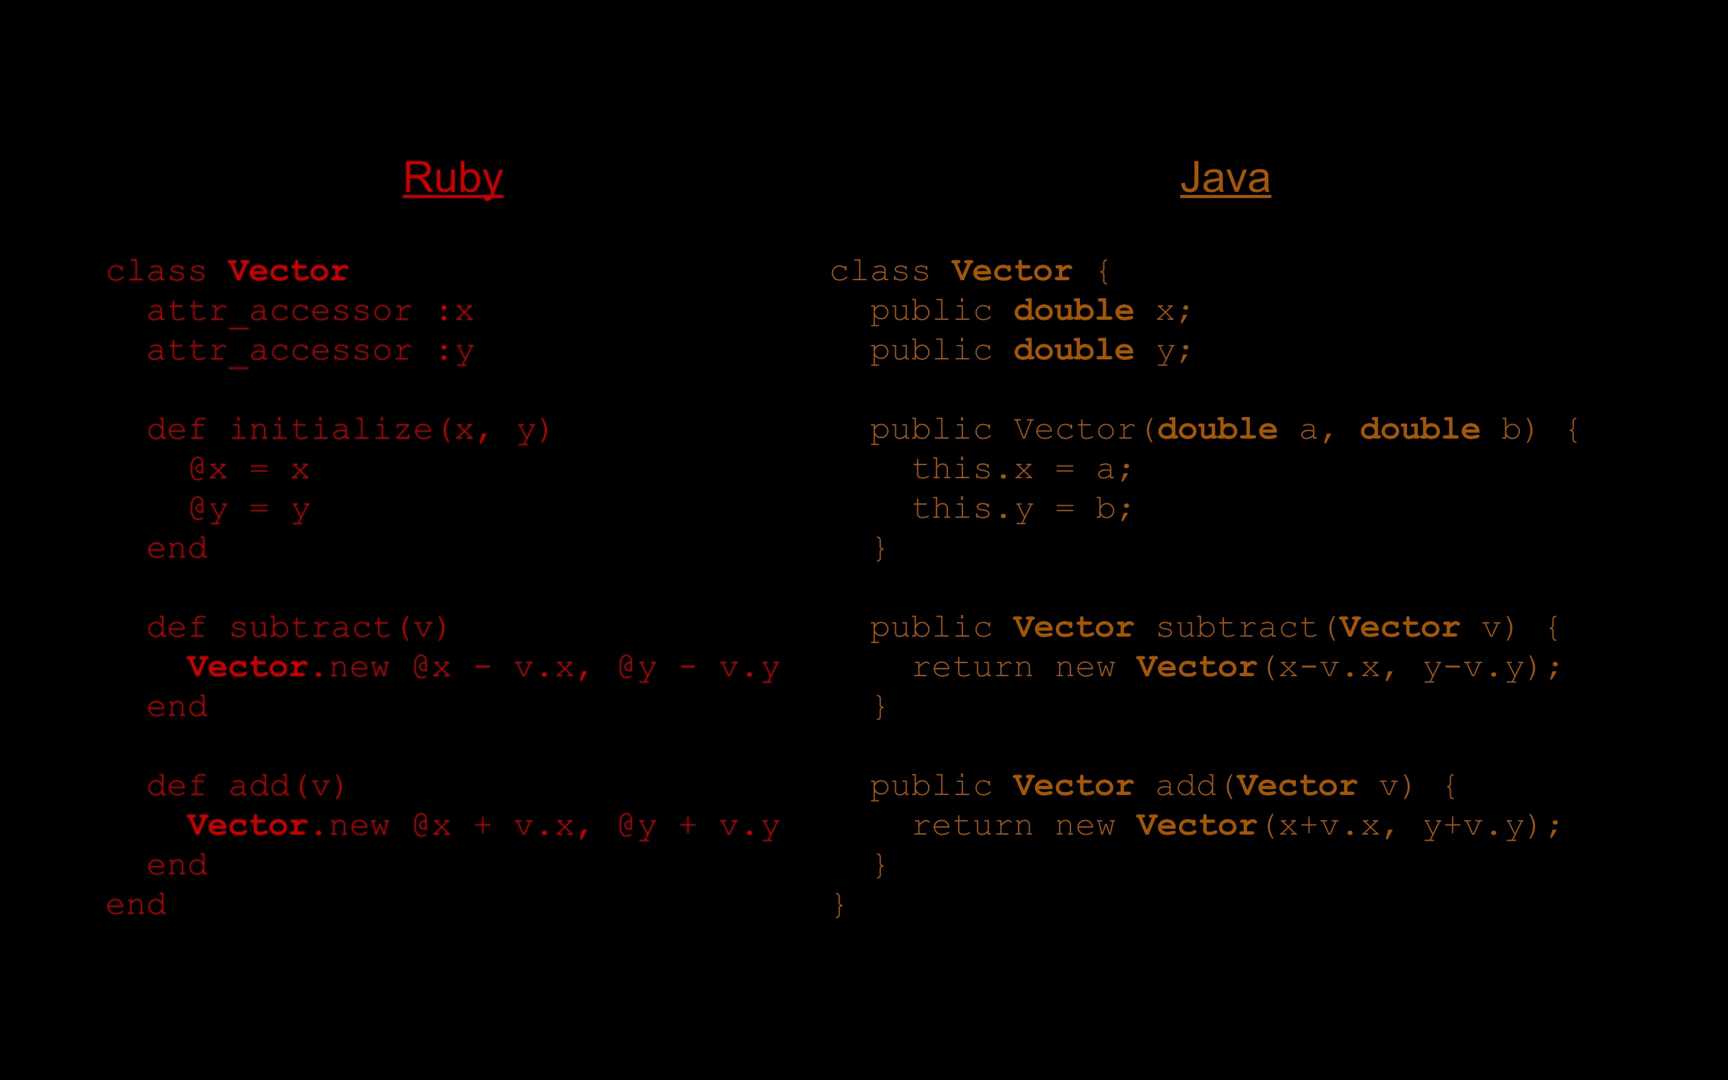 Ruby
class Vector
  attr_accessor :x
  attr_accessor :y
  def initialize(x, y)
    @x = x
    @y = y
  end
  def subtract(v)
    Vector.new @x - v.x, @y - v.y
  end
  def add(v)
    Vector.new @x + v.x, @y + v.y
  end
end
Java
class Vector {
  public double x;
  public double y;
  public Vector(double a, double b) {
    this.x = a;
    this.y = b;
  }
  public Vector subtract(Vector v) {
    return new Vector(x-v.x, y-v.y);
  }
  public Vector add(Vector v) {
    return new Vector(x+v.x, y+v.y);
  }
}